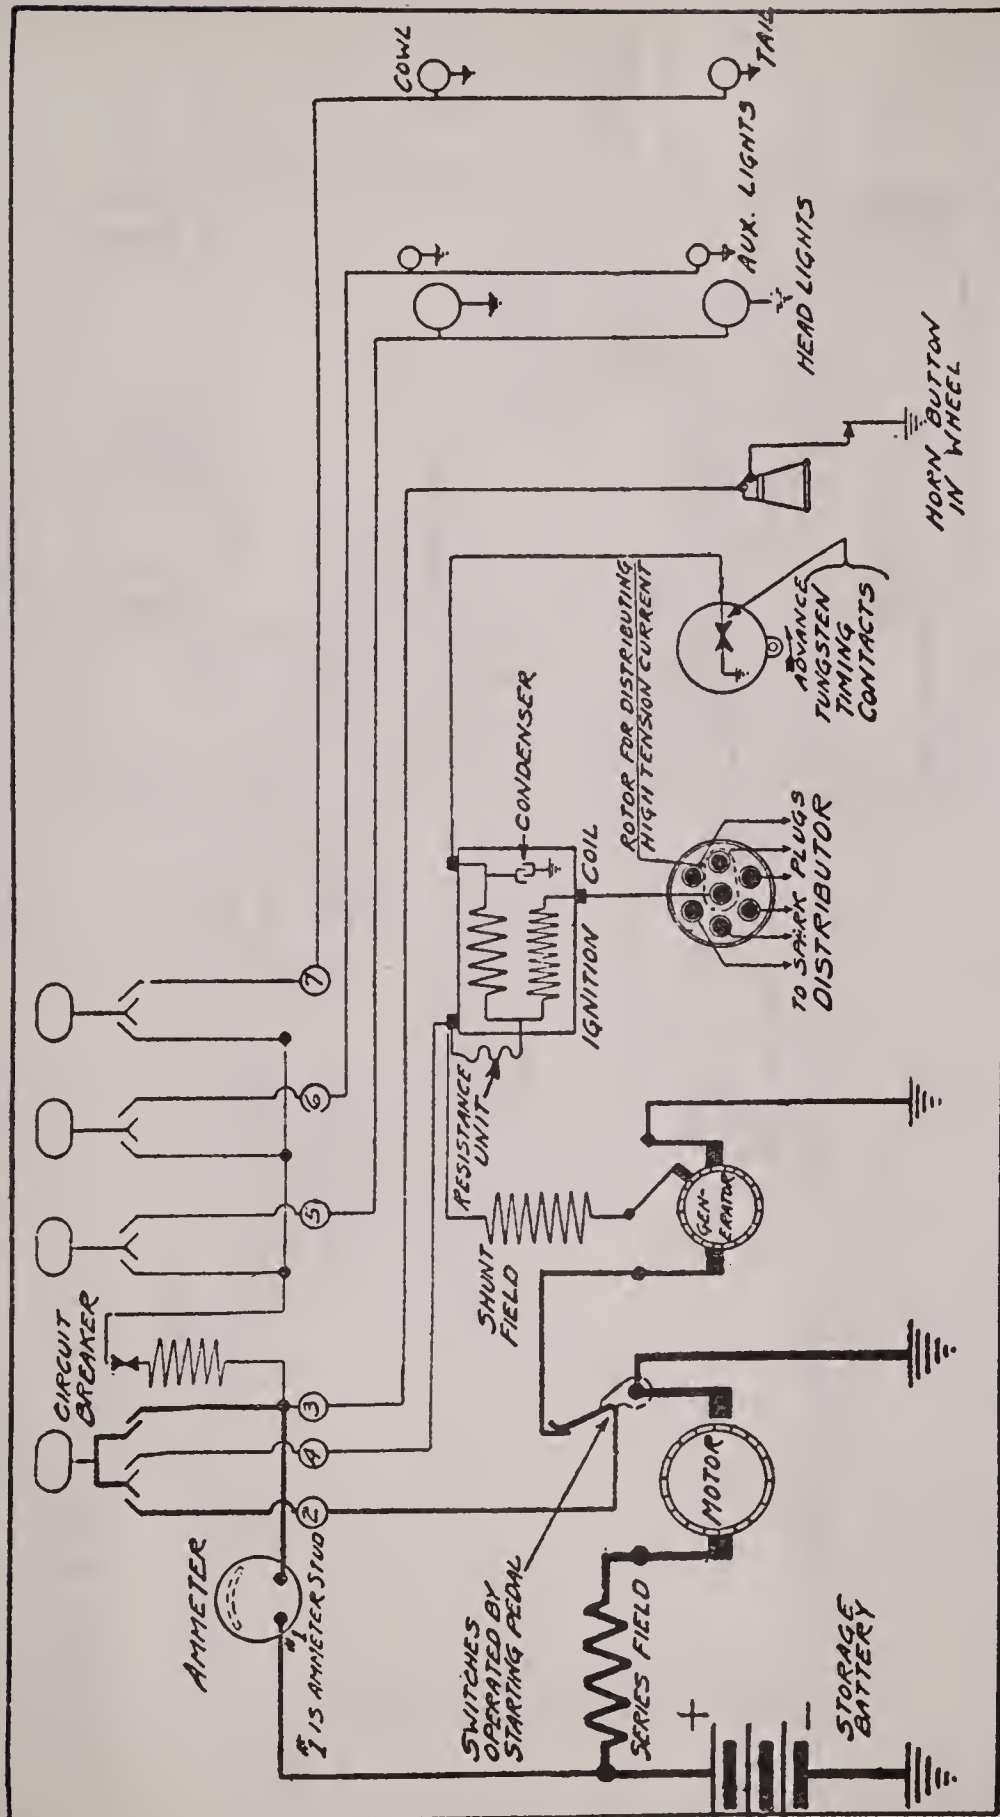 COWL
TAIL
AUX. LIGHTS
HEAD LIGHTS
HORN BUTTON
IN WHEEL
ADVANCE
TUNGSTEN
TIMING
CONTACTS
ROTOR FOR DISTRIBUTING
HIGH TENSION CURRENT
CONDENSER
IGNITION COIL
RESISTANCE
UNIT
TO SPARK PLUGS
DISTRIBUTOR
7
6
5
3
4
2
CIRCUIT
BREAKER
SHUNT
FIELD
GEN-
ERATOR
AMMETER
#1
#1 IS AMMETER STUD
SWITCHES
OPERATED BY
STARTING PEDAL
SERIES FIELD
MOTOR
+
-
STORAGE
BATTERY